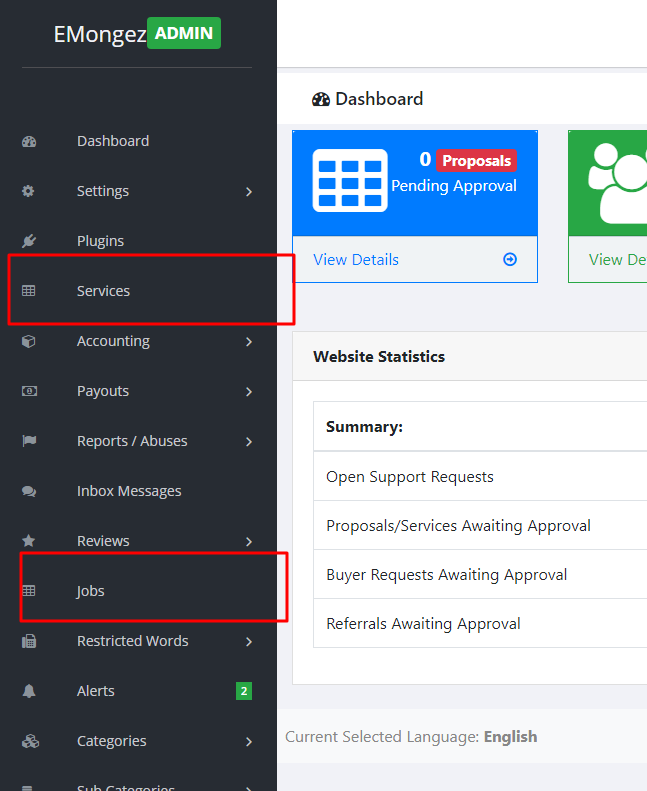 EMongez ADMIN
Dashboard
Settings
Plugins
Services
Accounting
Payouts
Reports / Abuses
Inbox Messages
Reviews
Jobs
Restricted Words
Alerts 2
Categories
Sub Categories
Dashboard
0 Proposals
Pending Approval
View Details
View De
Website Statistics
Summary:
Open Support Requests
Proposals/Services Awaiting Approval
Buyer Requests Awaiting Approval
Referrals Awaiting Approval
Current Selected Language: English